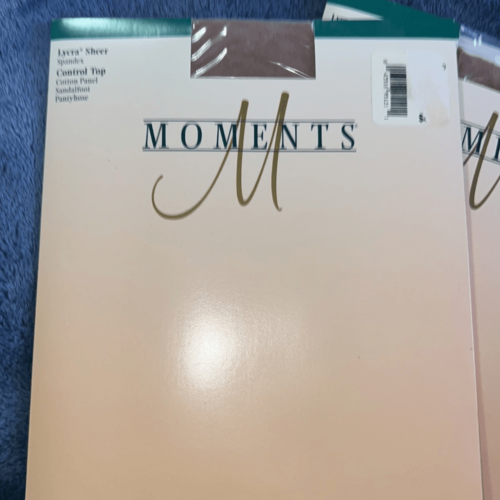 Lycra® Sheer
Spandex
Control Top
Cotton Panel
Sandalfoot
Pantyhose
MOMENTS
M